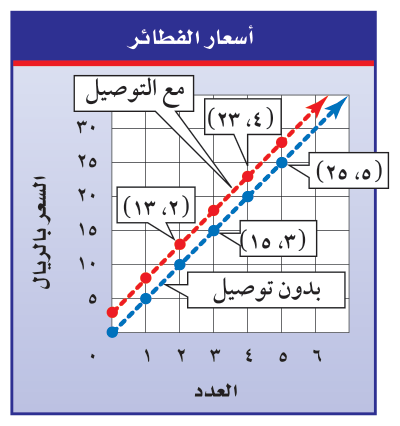 أسعار الفطائر
مع التوصيل
(٢٣، ٤)
(٢٥، ٥)
(١٣، ٢)
(١٥، ٣)
بدون توصيل
السعر بالريال
٣٠
٢٥
٢٠
١٥
١٠
٥
٠ ١ ٢ ٣ ٤ ٥ ٦
العدد